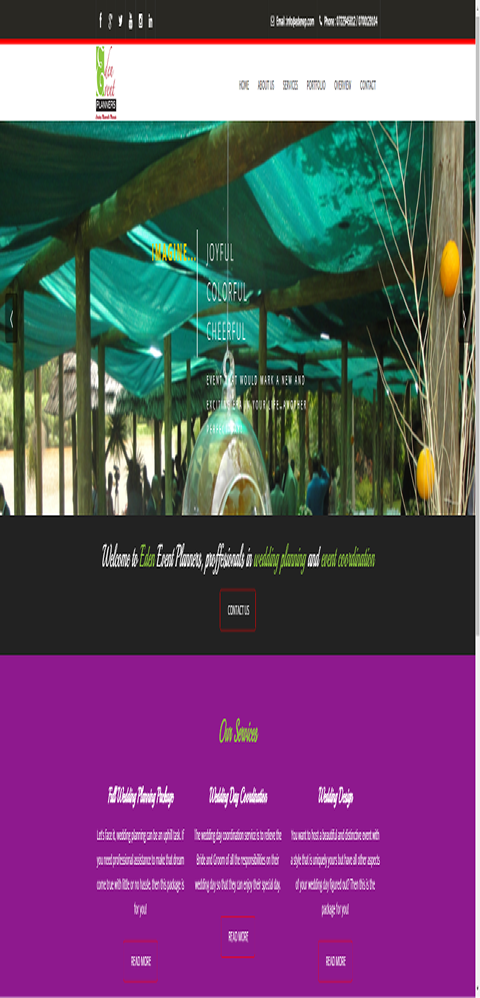 Email : info@edenep.com Phone : 0722945812 / 0700029104
Eden
Event
PLANNERS
HOME ABOUT US SERVICES PORTFOLIO OVERVIEW CONTACT
IMAGINE... JOYFUL
COLORFUL
CHEERFUL
EVENT THAT WOULD MARK A NEW AND
EXCITING ERA IN YOUR LIFE. ANOTHER
PERFECT
Welcome to Eden Event Planners, proffesionals in wedding planning and event coordination
CONTACT US
Our Services
Full Wedding Planning Package
Let's Face it, wedding planning can be an uphill task. If
you need professional assistance to make that dream
come true with little or no hassle, then this package is
for you!
READ MORE
Wedding Day Coordination
The wedding day coordination service is to relieve the
Bride and Groom of all the responsibilities on their
wedding day so that they can enjoy their special day.
READ MORE
Wedding Design
You want to host a beautiful and distinctive event with
a style that is uniquely yours but have all other aspects
of your wedding day figured out? Then this is the
package for you!
READ MORE